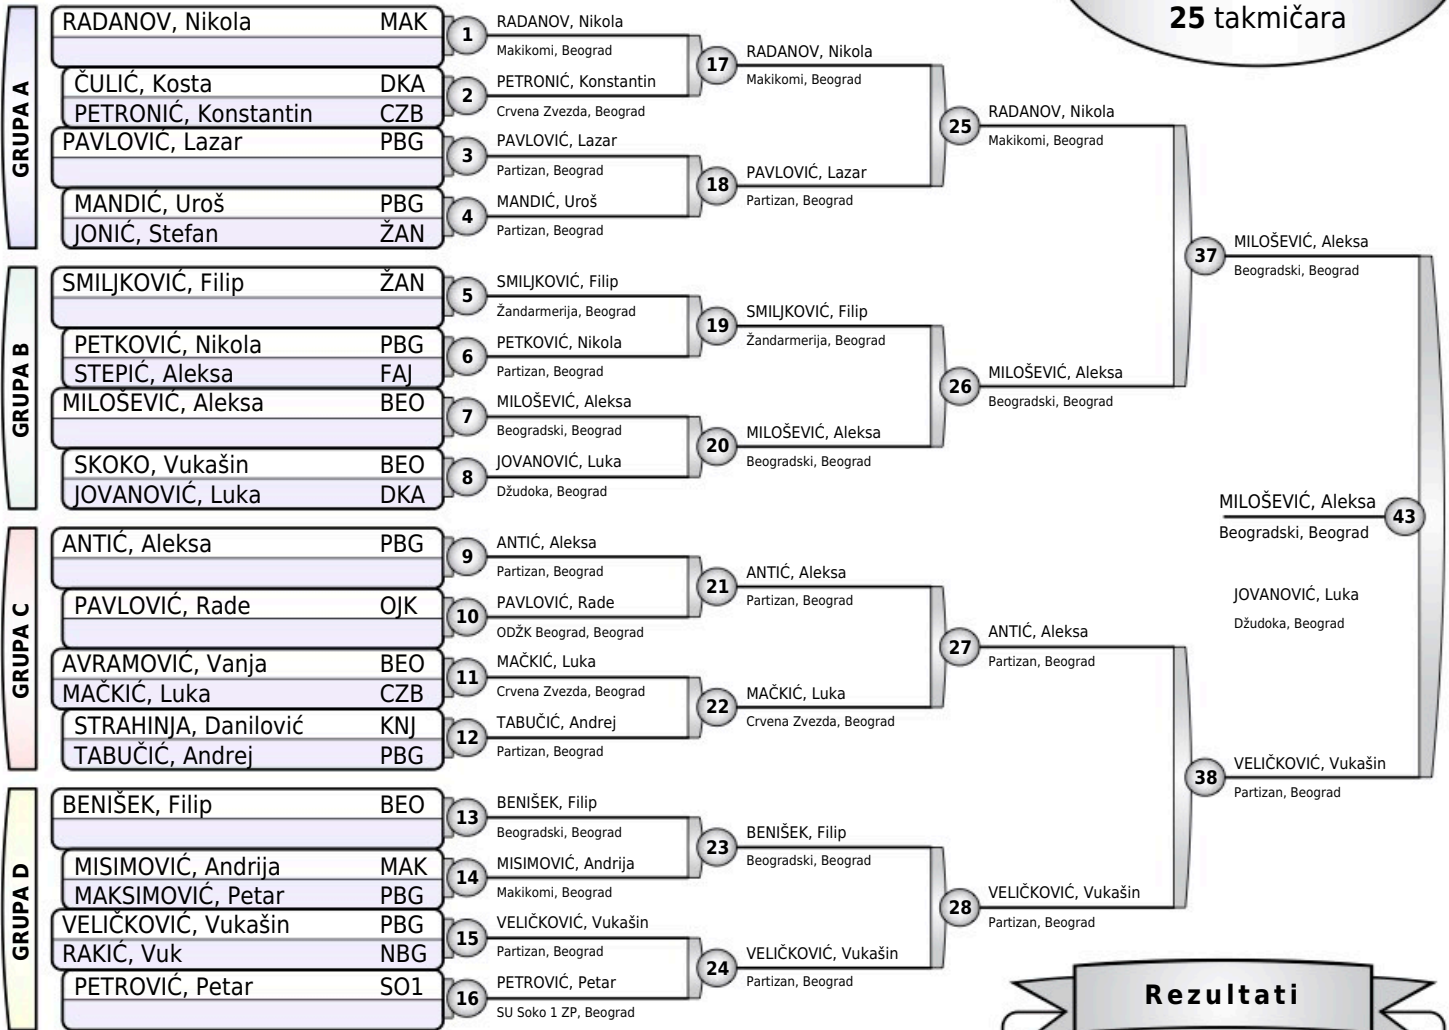 25 takmičara
GRUPA A
RADANOV, Nikola MAK
ČULIĆ, Kosta DKA
PETRONIĆ, Konstantin CZB
PAVLOVIĆ, Lazar PBG
MANDIĆ, Uroš PBG
JONIĆ, Stefan ŽAN
GRUPA B
SMILJKOVIĆ, Filip ŽAN
PETKOVIĆ, Nikola PBG
STEPIĆ, Aleksa FAJ
MILOŠEVIĆ, Aleksa BEO
SKOKO, Vukašin BEO
JOVANOVIĆ, Luka DKA
GRUPA C
ANTIĆ, Aleksa PBG
PAVLOVIĆ, Rade OJK
AVRAMOVIĆ, Vanja BEO
MAČKIĆ, Luka CZB
STRAHINJA, Danilović KNJ
TABUČIĆ, Andrej PBG
GRUPA D
BENIŠEK, Filip BEO
MISIMOVIĆ, Andrija MAK
MAKSIMOVIĆ, Petar PBG
VELIČKOVIĆ, Vukašin PBG
RAKIĆ, Vuk NBG
PETROVIĆ, Petar SO1
1
RADANOV, Nikola
Makikomi, Beograd
2
PETRONIĆ, Konstantin
Crvena Zvezda, Beograd
3
PAVLOVIĆ, Lazar
Partizan, Beograd
4
MANDIĆ, Uroš
Partizan, Beograd
5
SMILJKOVIĆ, Filip
Žandarmerija, Beograd
6
PETKOVIĆ, Nikola
Partizan, Beograd
7
MILOŠEVIĆ, Aleksa
Beogradski, Beograd
8
JOVANOVIĆ, Luka
Džudoka, Beograd
9
ANTIĆ, Aleksa
Partizan, Beograd
10
PAVLOVIĆ, Rade
ODŽK Beograd, Beograd
11
MAČKIĆ, Luka
Crvena Zvezda, Beograd
12
TABUČIĆ, Andrej
Partizan, Beograd
13
BENIŠEK, Filip
Beogradski, Beograd
14
MISIMOVIĆ, Andrija
Makikomi, Beograd
15
VELIČKOVIĆ, Vukašin
Partizan, Beograd
16
PETROVIĆ, Petar
SU Soko 1 ZP, Beograd
17
RADANOV, Nikola
Makikomi, Beograd
18
PAVLOVIĆ, Lazar
Partizan, Beograd
19
SMILJKOVIĆ, Filip
Žandarmerija, Beograd
20
MILOŠEVIĆ, Aleksa
Beogradski, Beograd
21
ANTIĆ, Aleksa
Partizan, Beograd
22
MAČKIĆ, Luka
Crvena Zvezda, Beograd
23
BENIŠEK, Filip
Beogradski, Beograd
24
VELIČKOVIĆ, Vukašin
Partizan, Beograd
25
RADANOV, Nikola
Makikomi, Beograd
26
MILOŠEVIĆ, Aleksa
Beogradski, Beograd
27
ANTIĆ, Aleksa
Partizan, Beograd
28
VELIČKOVIĆ, Vukašin
Partizan, Beograd
37
MILOŠEVIĆ, Aleksa
Beogradski, Beograd
38
VELIČKOVIĆ, Vukašin
Partizan, Beograd
MILOŠEVIĆ, Aleksa
43
Beogradski, Beograd
JOVANOVIĆ, Luka
Džudoka, Beograd
Rezultati